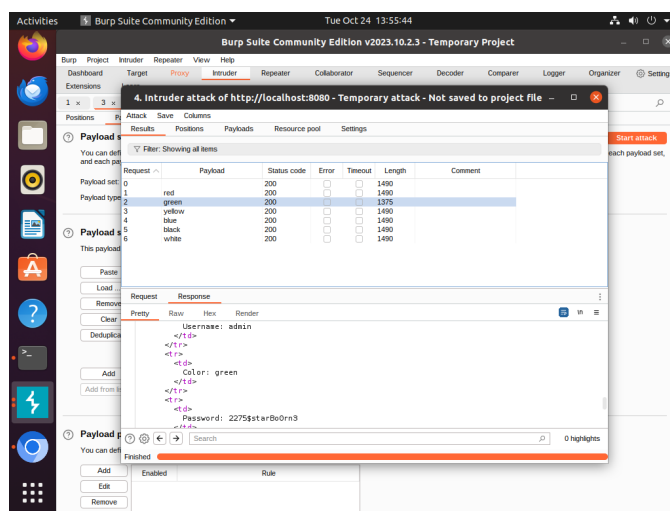 Activities Burp Suite Community Edition Tue Oct 24 13:55:44
Burp Suite Community Edition v2023.10.2.3 - Temporary Project
Burp Project Intruder Repeater View Help
Dashboard Target Proxy Intruder Repeater Collaborator Sequencer Decoder Comparer Logger Organizer Setting
Extensions
1 × 3 ×
4. Intruder attack of http://localhost:8080 - Temporary attack - Not saved to project file
Positions
Attack Save Columns
Results Positions Payloads Resource pool Settings
Payload s
Start attack
You can defi
each payload set,
and each pay
Filter: Showing all items
Payload set:
Payload type
Request Payload Status code Error Timeout Length Comment
0 200 1490
1 red 200 1490
2 green 200 1375
3 yellow 200 1490
4 blue 200 1490
5 black 200 1490
6 white 200 1490
Payload s
This payload
Paste
Load ...
Remove
Clear
Deduplica
Add
Add from li
Request Response
Pretty Raw Hex Render
\n
Username: admin
</td>
</tr>
<tr>
<td>
Color: green
</td>
</tr>
<tr>
<td>
Password: 2275$starBoOrn3
</td>
Search 0 highlights
Finished
Payload p
You can defi
Add
Edit
Remove
Enabled Rule